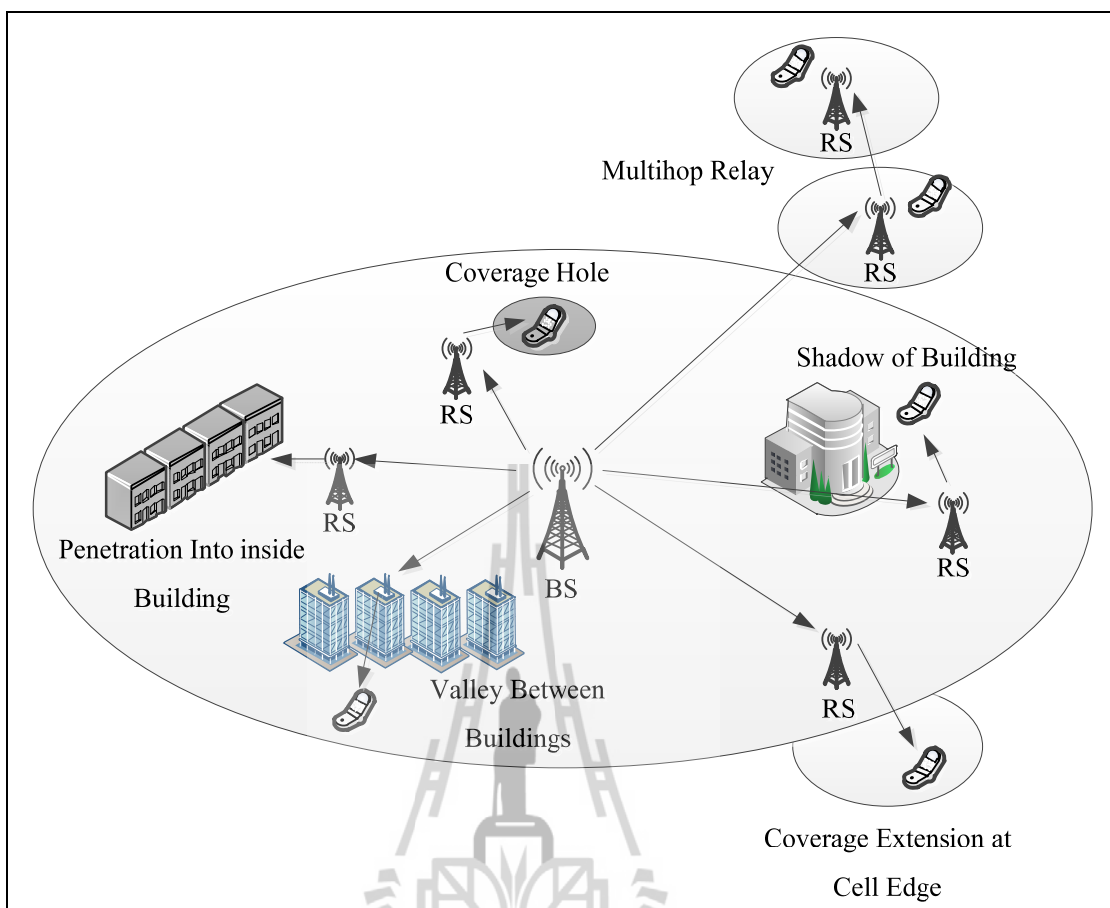 RS
Multihop Relay
RS
Coverage Hole
RS
Shadow of Building
RS
Penetration Into inside
Building
RS
BS
Valley Between
Buildings
RS
Coverage Extension at
Cell Edge